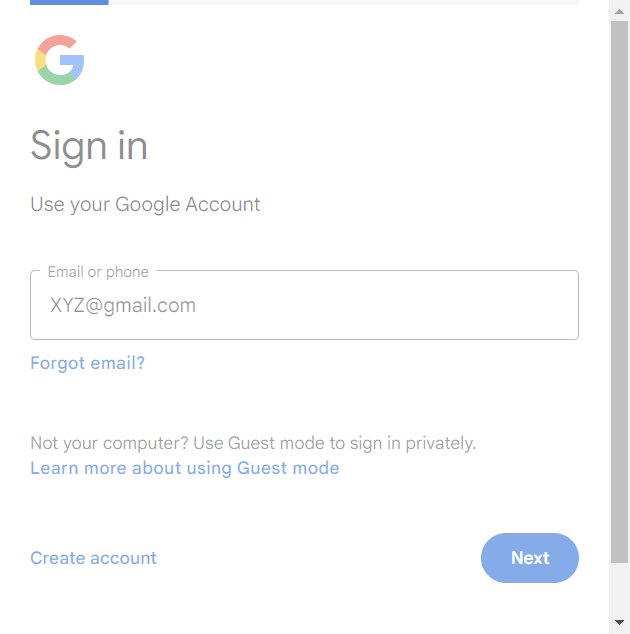 Sign in
Use your Google Account
Email or phone
XYZ@gmail.com
Forgot email?
Not your computer? Use Guest mode to sign in privately.
Learn more about using Guest mode
Create account
Next